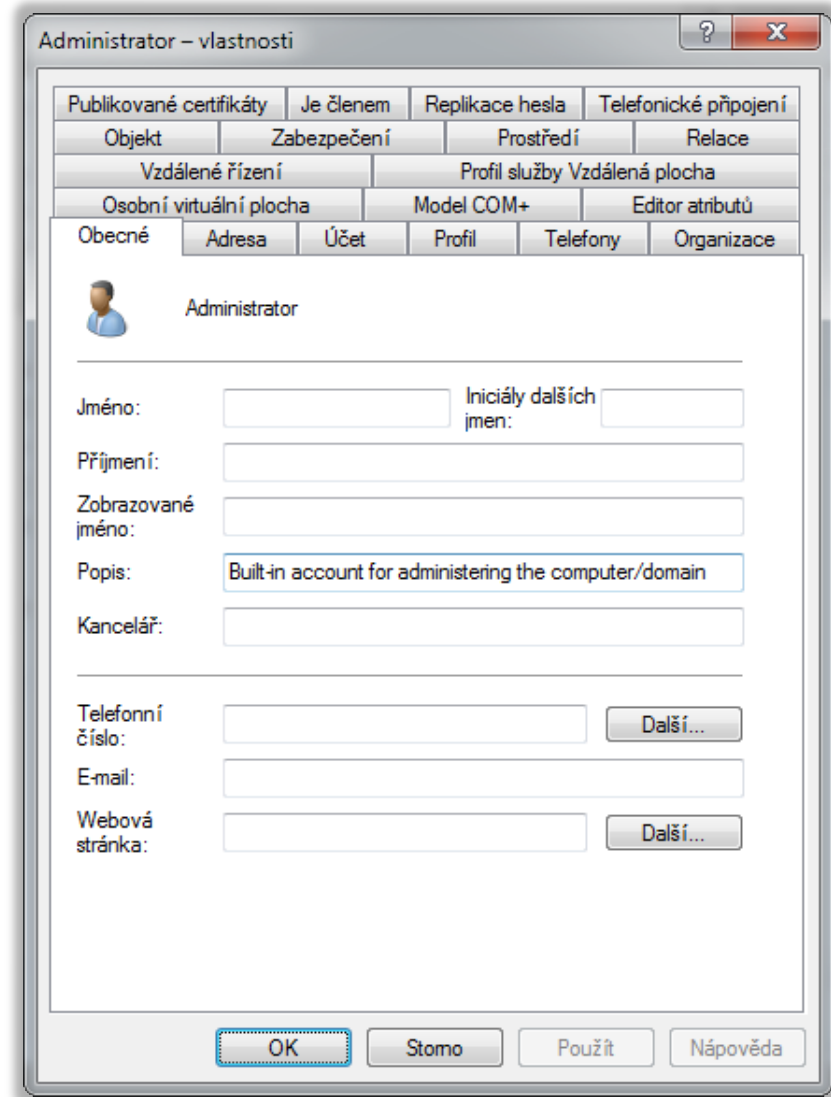 Administrator – vlastnosti
?
Publikované certifikáty Je členem Replikace hesla Telefonické připojení
Objekt Zabezpečení Prostředí Relace
Vzdálené řízení Profil služby Vzdálená plocha
Osobní virtuální plocha Model COM+ Editor atributů
Obecné Adresa Účet Profil Telefony Organizace
Administrator
Jméno:
Iniciály dalších
jmen:
Příjmení:
Zobrazované
jméno:
Popis: Built-in account for administering the computer/domain
Kancelář:
Telefonní
číslo:
Další...
E-mail:
Webová
stránka:
Další...
OK Storno Použít Nápověda